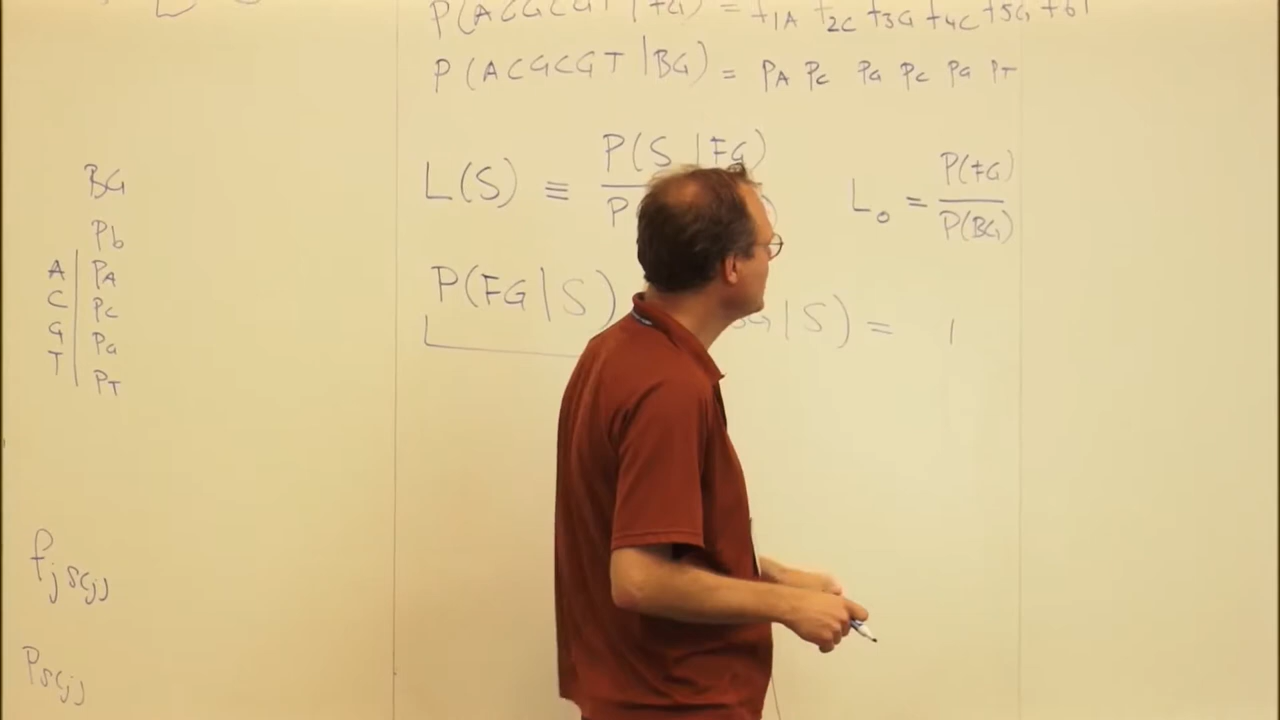 P(ACGCGT | fG) = f1A f2C f3G f4C f5G f6T
P(ACGCGT | BG) = PA PC PG PC PG PT
L(S) ≡ P(S | FG) / P
L0 = P(FG) / P(BG)
P(FG | S) BG | S) = 1
BG
Pb
A PA
C PC
G PG
T PT
fj s(j)
Ps(j)